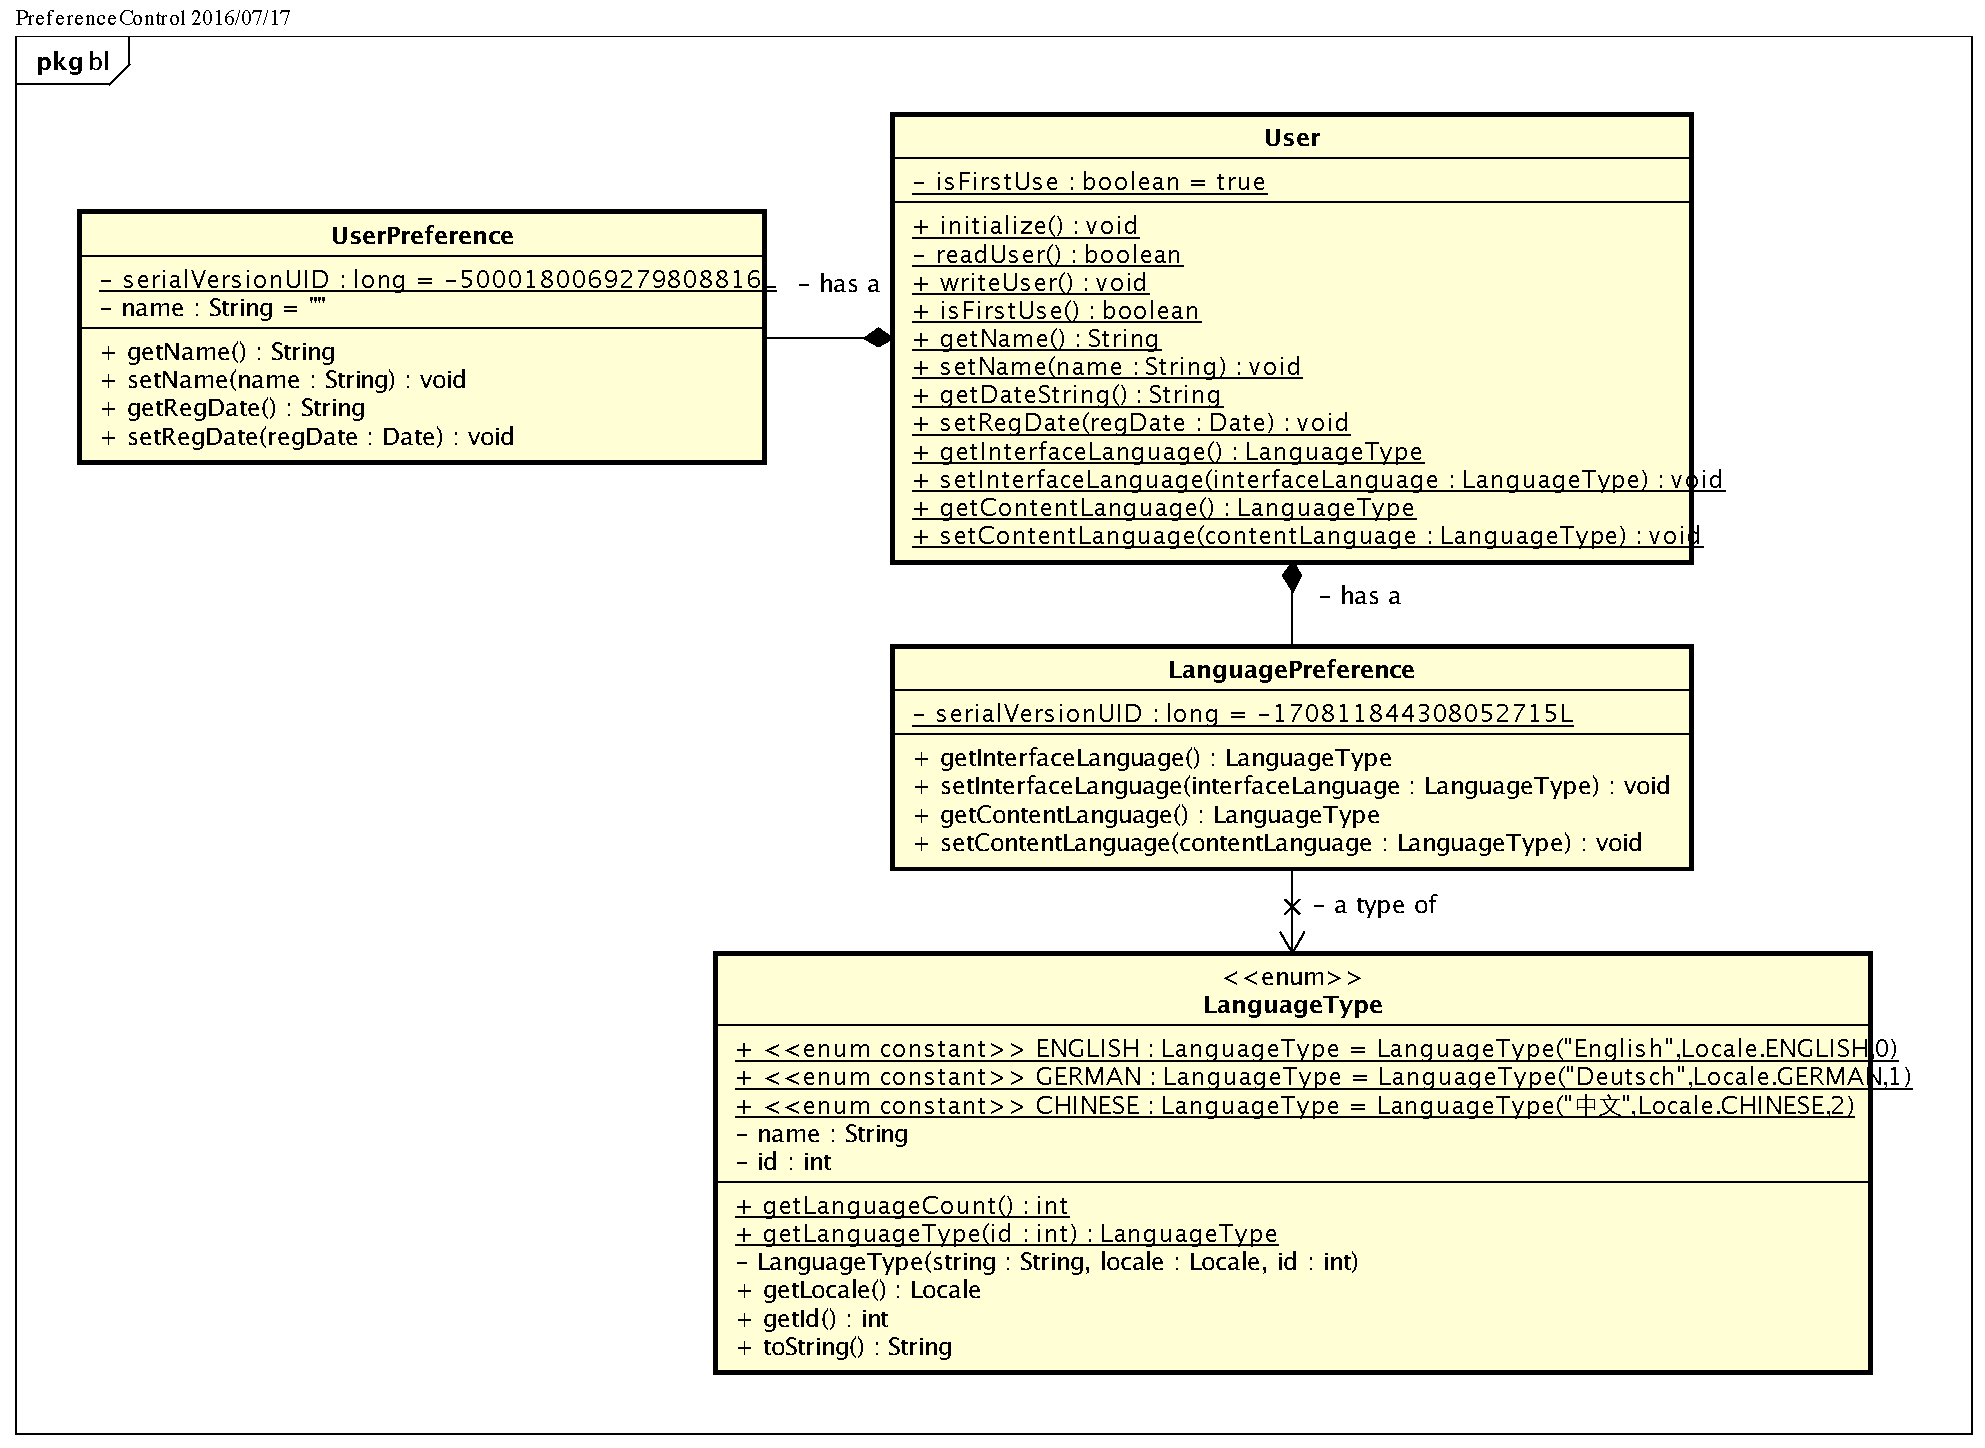 PreferenceControl 2016/07/17
pkg bl
User
- isFirstUse : boolean = true
+ initialize() : void
- readUser() : boolean
+ writeUser() : void
+ isFirstUse() : boolean
+ getName() : String
+ setName(name : String) : void
+ getDateString() : String
+ setRegDate(regDate : Date) : void
+ getInterfaceLanguage() : LanguageType
+ setInterfaceLanguage(interfaceLanguage : LanguageType) : void
+ getContentLanguage() : LanguageType
+ setContentLanguage(contentLanguage : LanguageType) : void
UserPreference
- serialVersionUID : long = -5000180069279808816L
- name : String = ""
+ getName() : String
+ setName(name : String) : void
+ getRegDate() : String
+ setRegDate(regDate : Date) : void
- has a
- has a
LanguagePreference
- serialVersionUID : long = -170811844308052715L
+ getInterfaceLanguage() : LanguageType
+ setInterfaceLanguage(interfaceLanguage : LanguageType) : void
+ getContentLanguage() : LanguageType
+ setContentLanguage(contentLanguage : LanguageType) : void
- a type of
<<enum>>
LanguageType
+ <<enum constant>> ENGLISH : LanguageType = LanguageType("English",Locale.ENGLISH,0)
+ <<enum constant>> GERMAN : LanguageType = LanguageType("Deutsch",Locale.GERMAN,1)
+ <<enum constant>> CHINESE : LanguageType = LanguageType("中文",Locale.CHINESE,2)
- name : String
- id : int
+ getLanguageCount() : int
+ getLanguageType(id : int) : LanguageType
- LanguageType(string : String, locale : Locale, id : int)
+ getLocale() : Locale
+ getId() : int
+ toString() : String